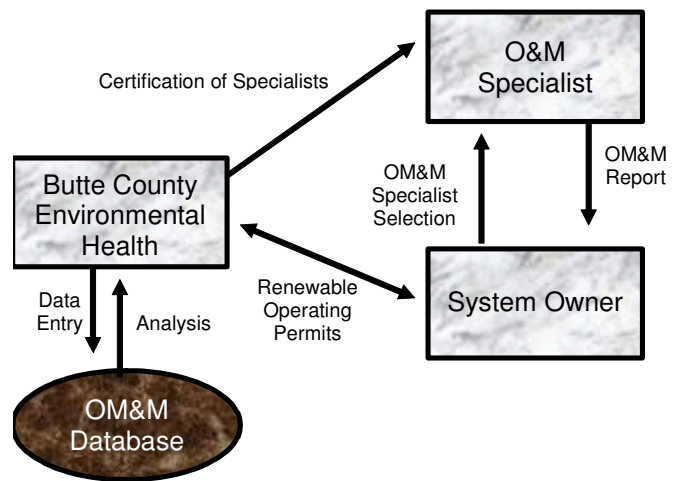 O&M
Specialist
Certification of Specialists
OM&M
Specialist
Selection
OM&M
Report
Butte County
Environmental
Health
Renewable
Operating
Permits
System Owner
Data
Entry
Analysis
OM&M
Database